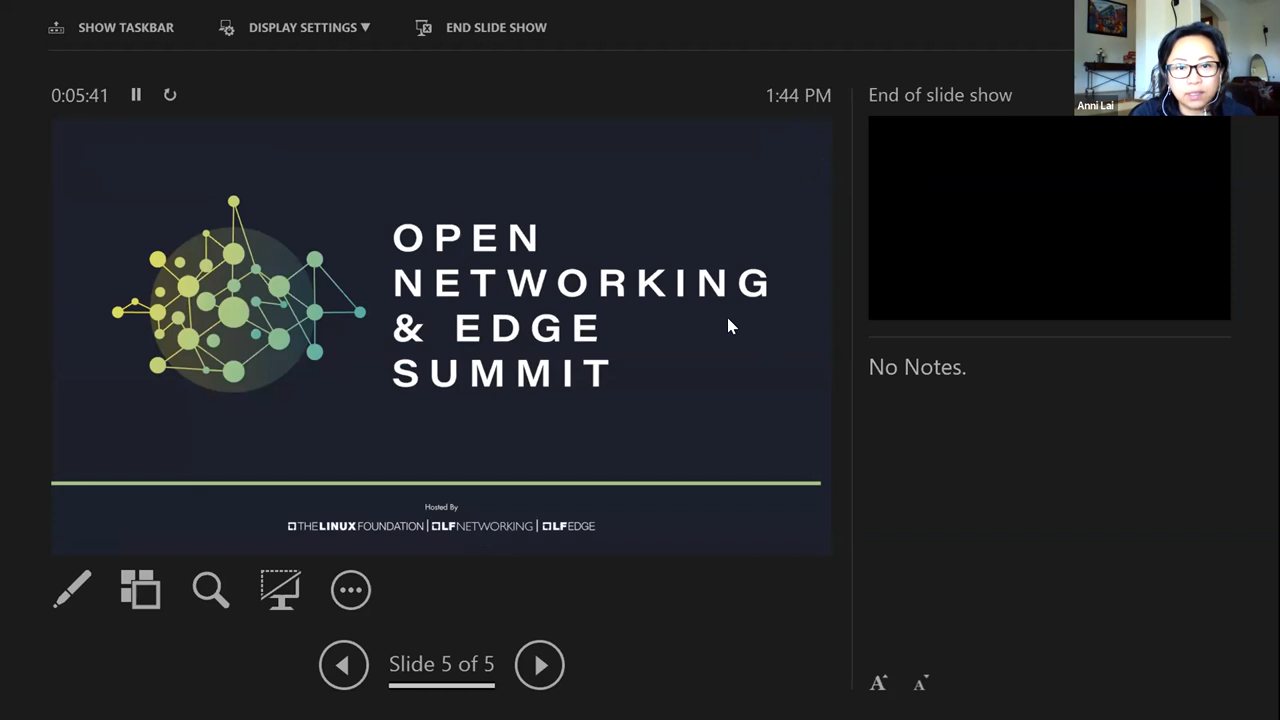 SHOW TASKBAR
DISPLAY SETTINGS ▼
END SLIDE SHOW
Anni Lai
0:05:41
1:44 PM
End of slide show
OPEN
NETWORKING
& EDGE
SUMMIT
Hosted By
THE LINUX FOUNDATION | LF NETWORKING | LF EDGE
No Notes.
Slide 5 of 5
A A